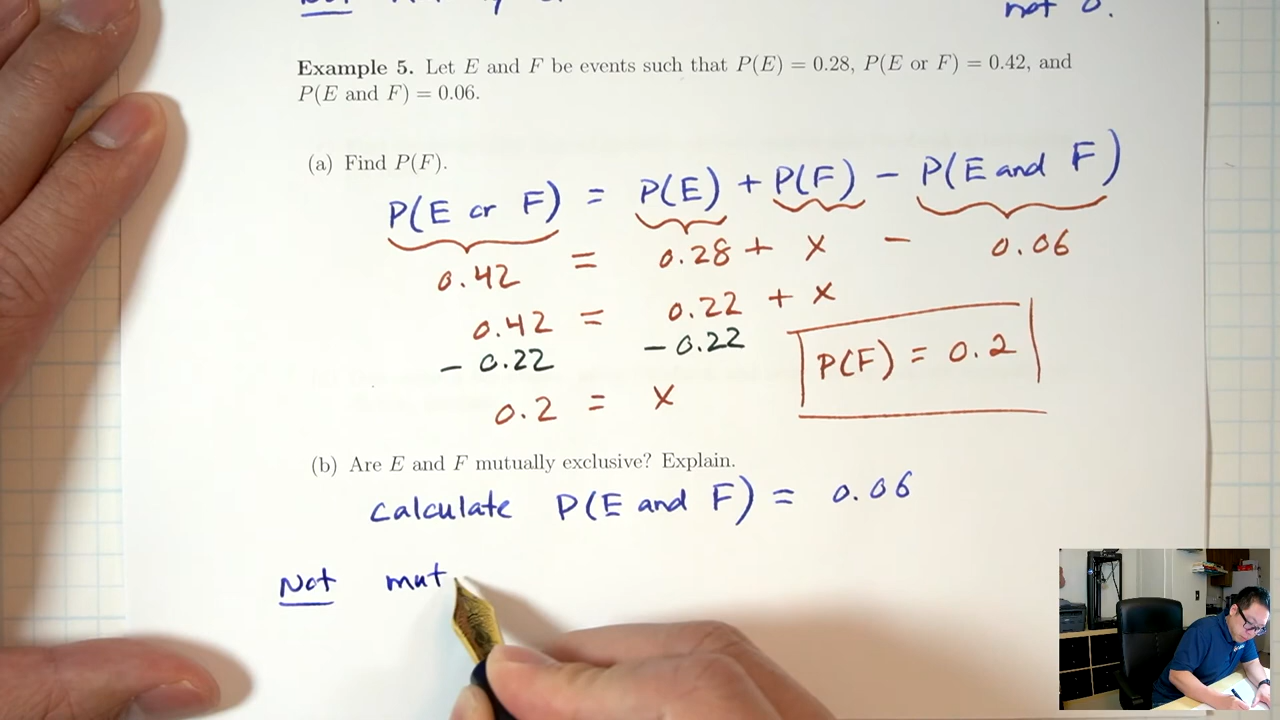 not 0.
Example 5. Let E and F be events such that P(E) = 0.28, P(E or F) = 0.42, and
P(E and F) = 0.06.
(a) Find P(F).
P(E or F) = P(E) + P(F) − P(E and F)
0.42 = 0.28 + x − 0.06
0.42 = 0.22 + x
− 0.22 − 0.22
0.2 = x
P(F) = 0.2
(b) Are E and F mutually exclusive? Explain.
calculate P(E and F) = 0.06
Not mut